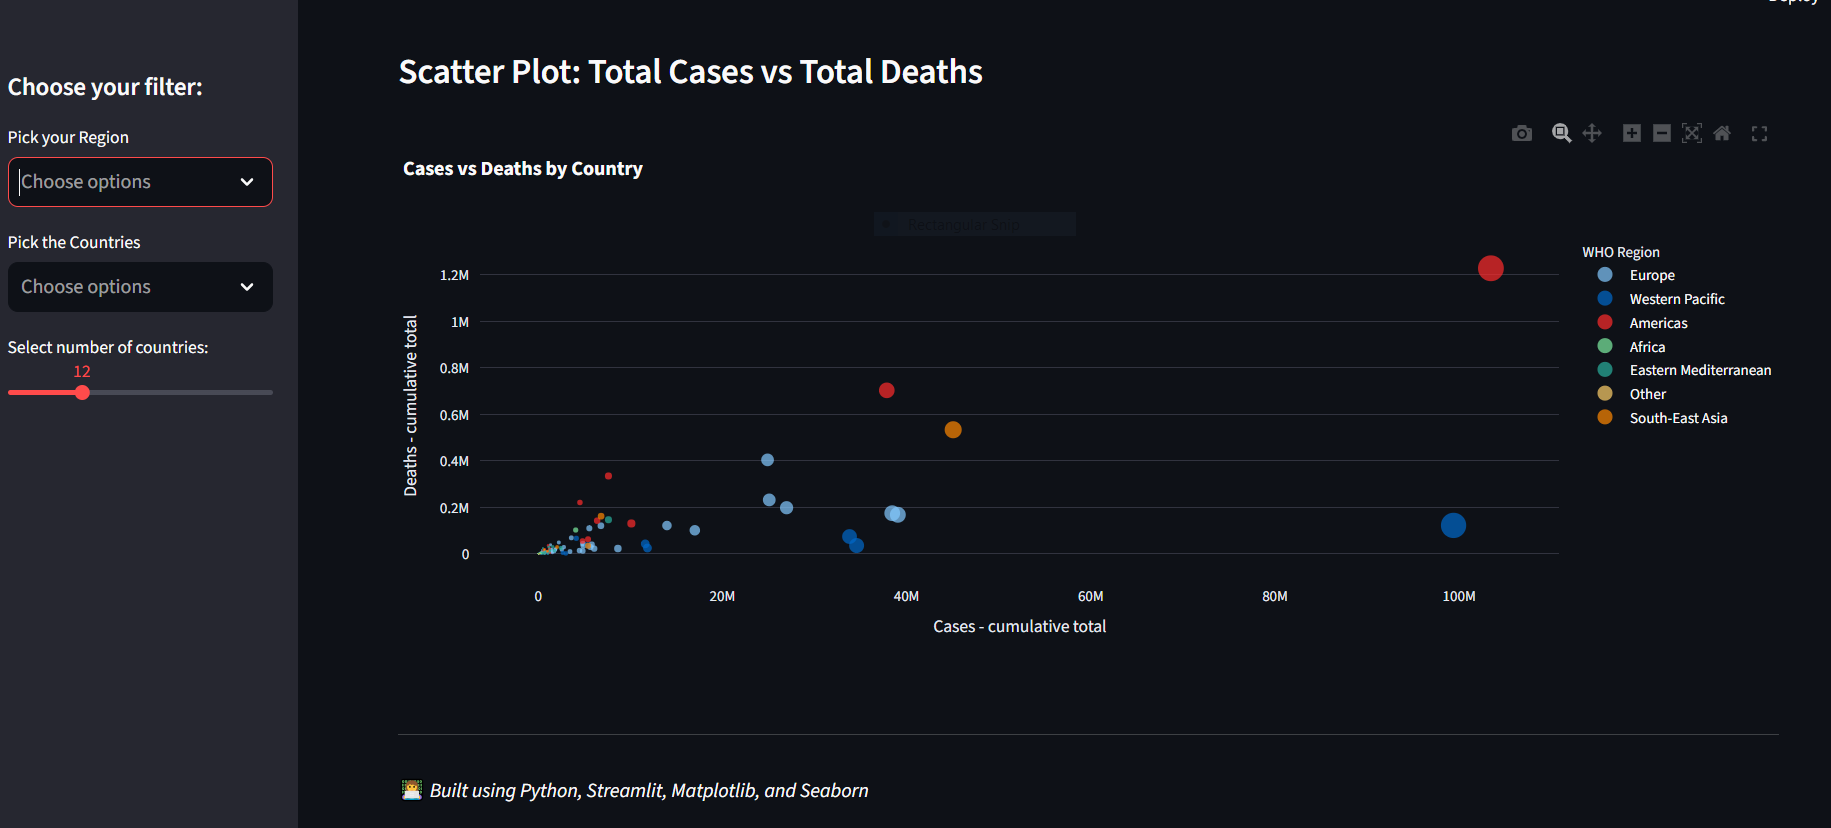 Deploy
Choose your filter:
Pick your Region
Choose options
Pick the Countries
Choose options
Select number of countries:
12
Scatter Plot: Total Cases vs Total Deaths
Cases vs Deaths by Country
Rectangular Snip
WHO Region
Europe
Western Pacific
Americas
Africa
Eastern Mediterranean
Other
South-East Asia
Deaths - cumulative total
1.2M
1M
0.8M
0.6M
0.4M
0.2M
0
0 20M 40M 60M 80M 100M
Cases - cumulative total
Built using Python, Streamlit, Matplotlib, and Seaborn